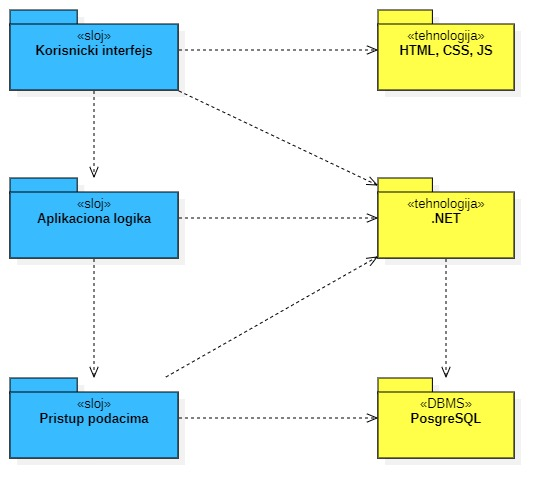 «sloj»
Korisnicki interfejs
«tehnologija»
HTML, CSS, JS
«sloj»
Aplikaciona logika
«tehnologija»
.NET
«sloj»
Pristup podacima
«DBMS»
PosgreSQL